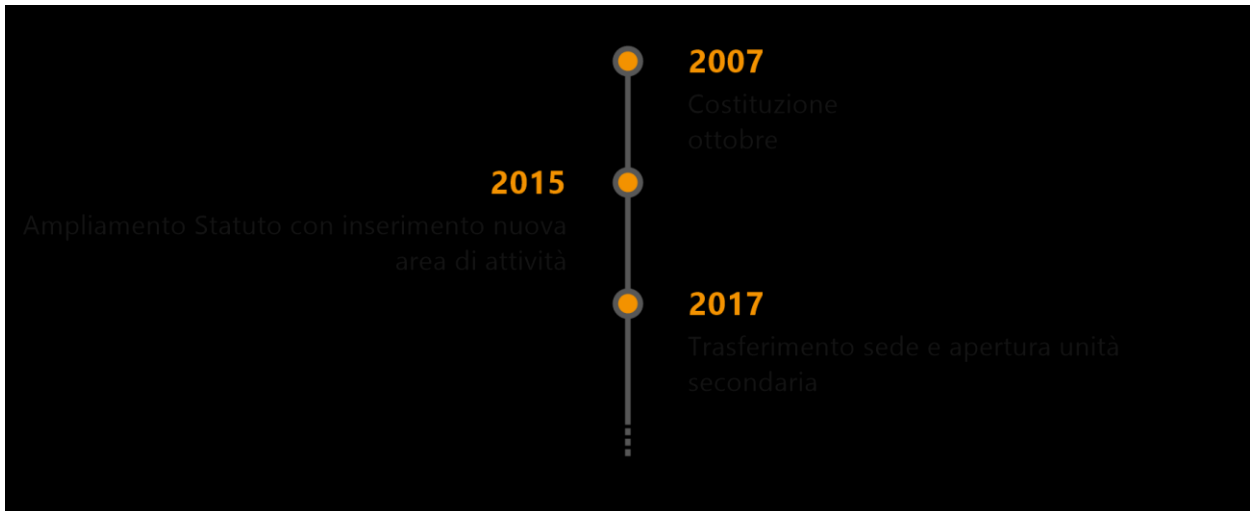 2007
Costituzione
ottobre
2015
Ampliamento Statuto con inserimento nuova
area di attività
2017
Trasferimento sede e apertura unità
secondaria